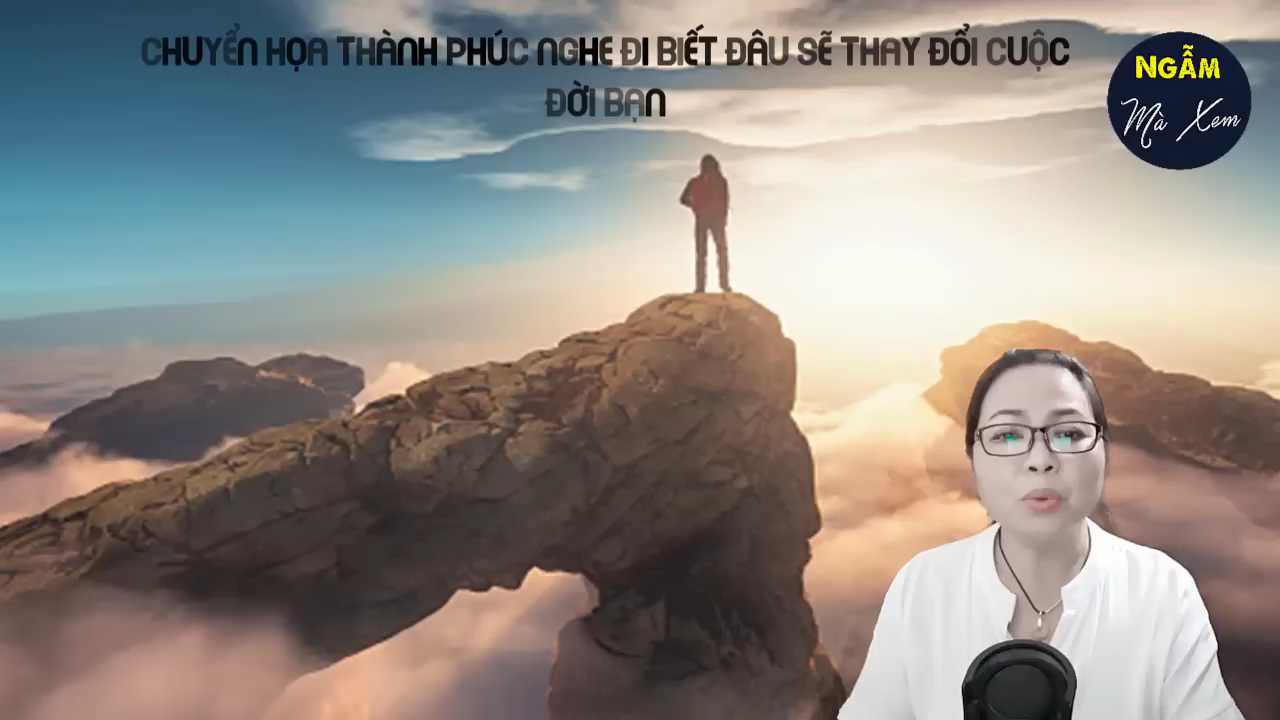 CHUYỂN HỌA THÀNH PHÚC NGHE ĐI BIẾT ĐÂU SẼ THAY ĐỔI CUỘC
ĐỜI BẠN
NGẪM
Mà Xem